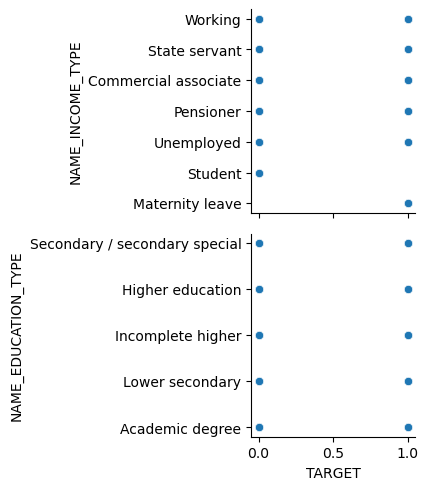 NAME_INCOME_TYPE
Working
State servant
Commercial associate
Pensioner
Unemployed
Student
Maternity leave
NAME_EDUCATION_TYPE
Secondary / secondary special
Higher education
Incomplete higher
Lower secondary
Academic degree
0.0 0.5 1.0
TARGET